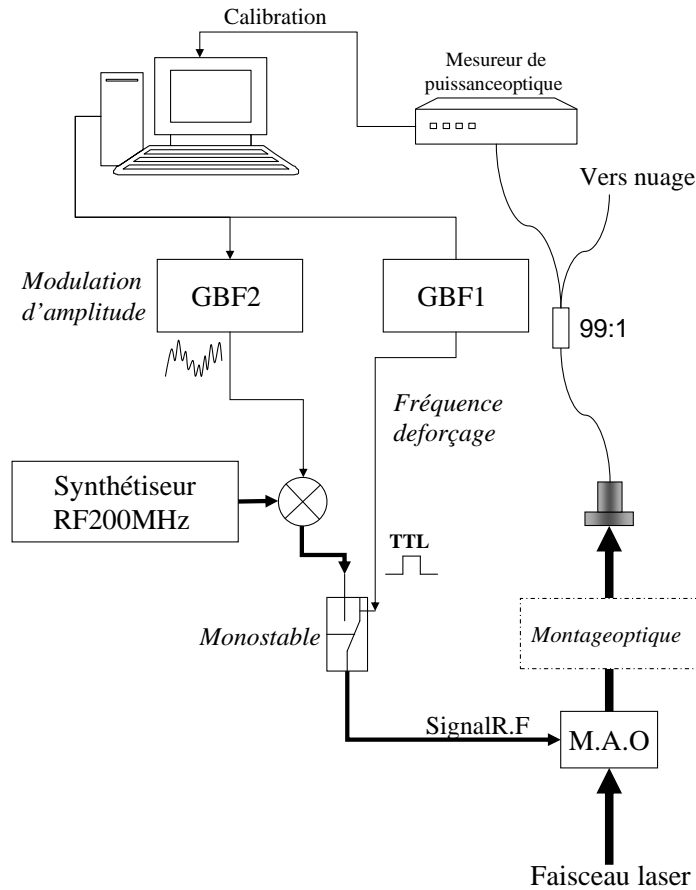 Calibration
Mesureur de
puissanceoptique
Vers nuage
Modulation
d'amplitude
GBF2
GBF1
99:1
Fréquence
deforçage
Synthétiseur
RF200MHz
TTL
Monostable
Montageoptique
SignalR.F
M.A.O
Faisceau laser